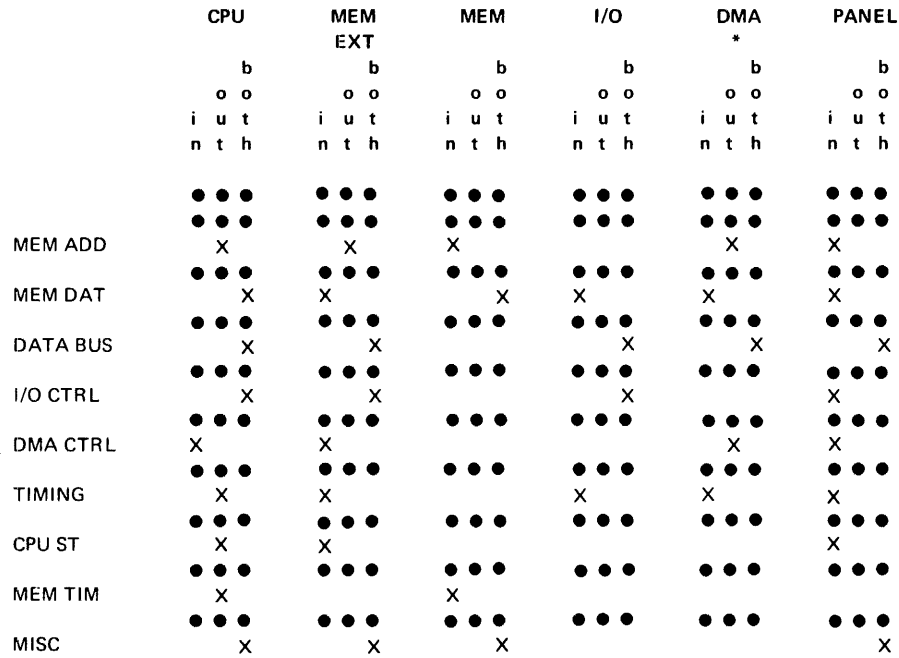 CPU MEM MEM I/O DMA PANEL
EXT *
b b b b b b
o o o o o o o o o o o o
i u t i u t i u t i u t i u t i u t
n t h n t h n t h n t h n t h n t h
● ● ● ● ● ● ● ● ● ● ● ● ● ● ● ● ● ●
● ● ● ● ● ● ● ● ● ● ● ● ● ● ● ● ● ●
MEM ADD X X X X X
● ● ● ● ● ● ● ● ● ● ● ● ● ● ● ● ● ●
MEM DAT X X X X X X
● ● ● ● ● ● ● ● ● ● ● ● ● ● ● ● ● ●
DATA BUS X X X X X
● ● ● ● ● ● ● ● ● ● ● ● ● ● ● ● ● ●
I/O CTRL X X X X
● ● ● ● ● ● ● ● ● ● ● ● ● ● ● ● ● ●
DMA CTRL X X X X
● ● ● ● ● ● ● ● ● ● ● ● ● ● ● ● ● ●
TIMING X X X X X
● ● ● ● ● ● ● ● ● ● ● ● ● ● ● ● ● ●
CPU ST X X X
● ● ● ● ● ● ● ● ● ● ● ● ● ● ● ● ● ●
MEM TIM X X
● ● ● ● ● ● ● ● ● ● ● ● ● ● ● ● ● ●
MISC X X X X